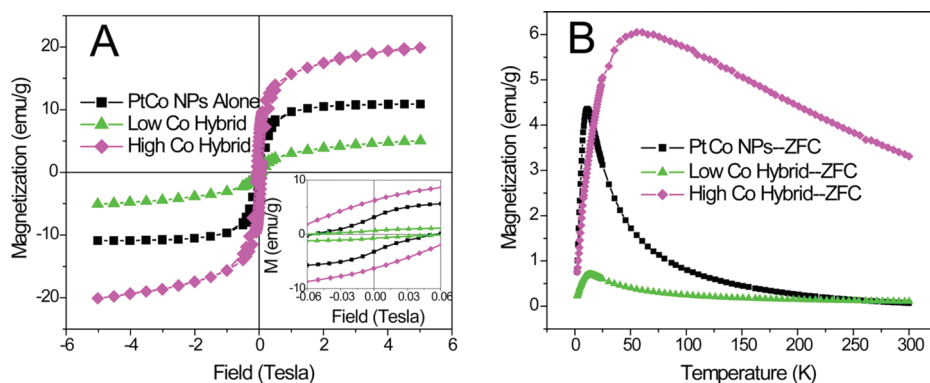 A
Magnetization (emu/g)
20
10
0
-10
-20
PtCo NPs Alone
Low Co Hybrid
High Co Hybrid
M (emu/g)
10
0
-10
-0.06 -0.03 0.00 0.03 0.06
Field (Tesla)
-6 -4 -2 0 2 4 6
Field (Tesla)
B
Magnetization (emu/g)
6
5
4
3
2
1
0
PtCo NPs--ZFC
Low Co Hybrid--ZFC
High Co Hybrid--ZFC
0 50 100 150 200 250 300
Temperature (K)